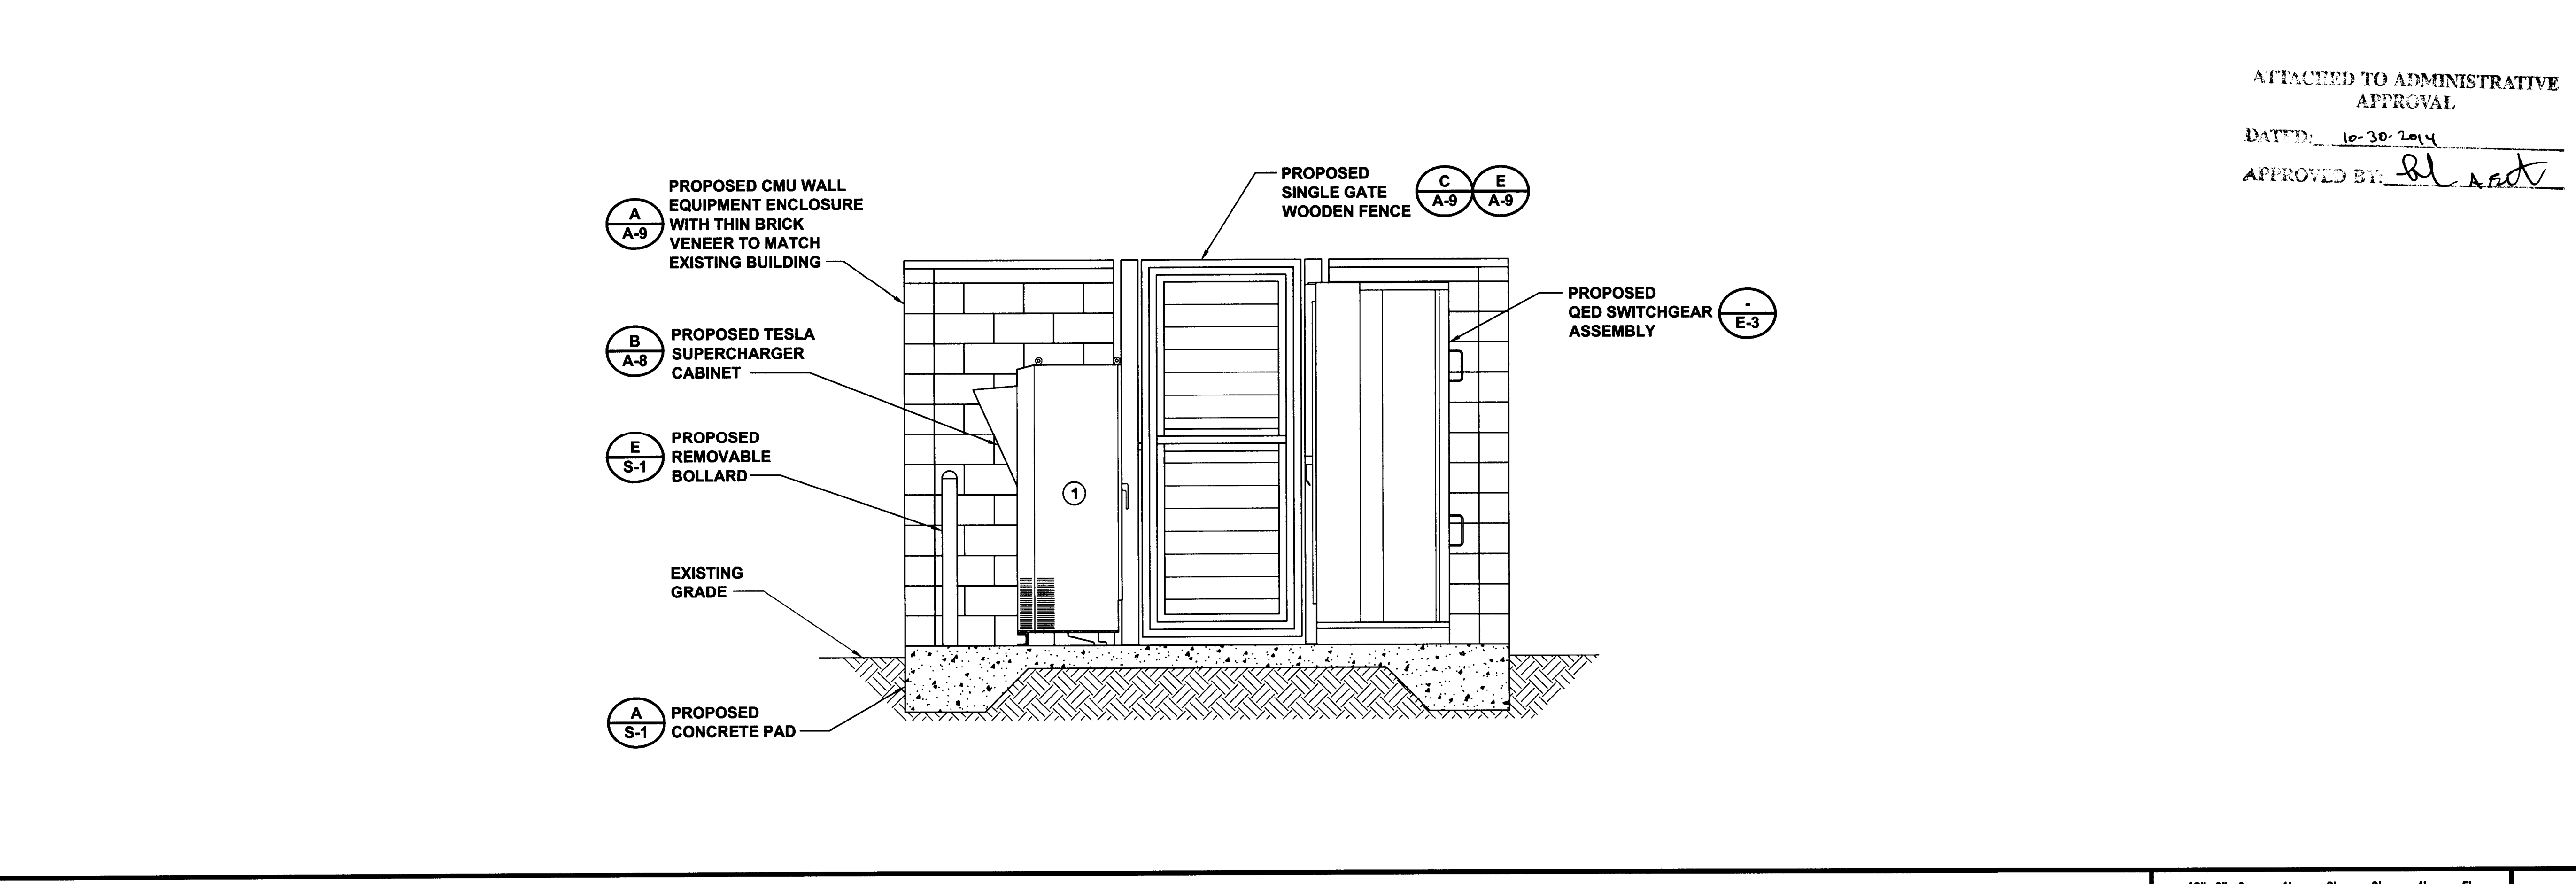 ATTACHED TO ADMINISTRATIVE
APPROVAL
DATED: 10-30-2014
APPROVED BY:
A
A-9
PROPOSED CMU WALL
EQUIPMENT ENCLOSURE
WITH THIN BRICK
VENEER TO MATCH
EXISTING BUILDING
PROPOSED
SINGLE GATE
WOODEN FENCE
C
A-9
E
A-9
B
A-8
PROPOSED TESLA
SUPERCHARGER
CABINET
PROPOSED
QED SWITCHGEAR
ASSEMBLY
-
E-3
E
S-1
PROPOSED
REMOVABLE
BOLLARD
1
EXISTING
GRADE
A
S-1
PROPOSED
CONCRETE PAD